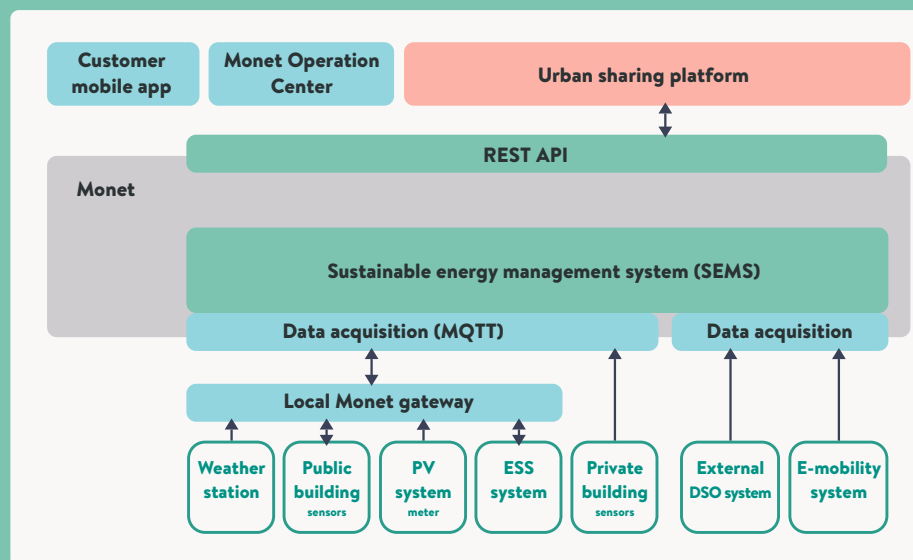 Customer
mobile app
Monet Operation
Center
Urban sharing platform
REST API
Monet
Sustainable energy management system (SEMS)
Data acquisition (MQTT)
Data acquisition
Local Monet gateway
Weather
station
Public
building
sensors
PV
system
meter
ESS
system
Private
building
sensors
External
DSO system
E-mobility
system